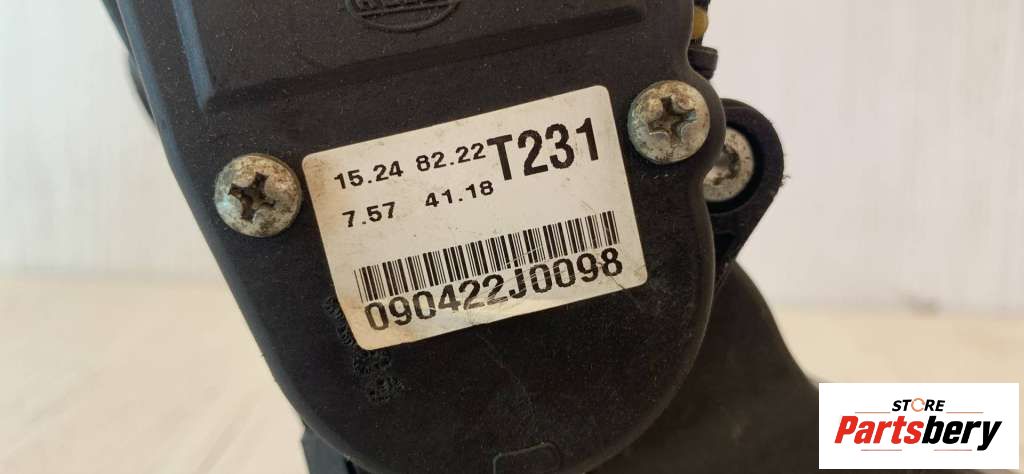 15.24 82.22 T231
7.57 41.18
090422J0098
STORE
Partsbery